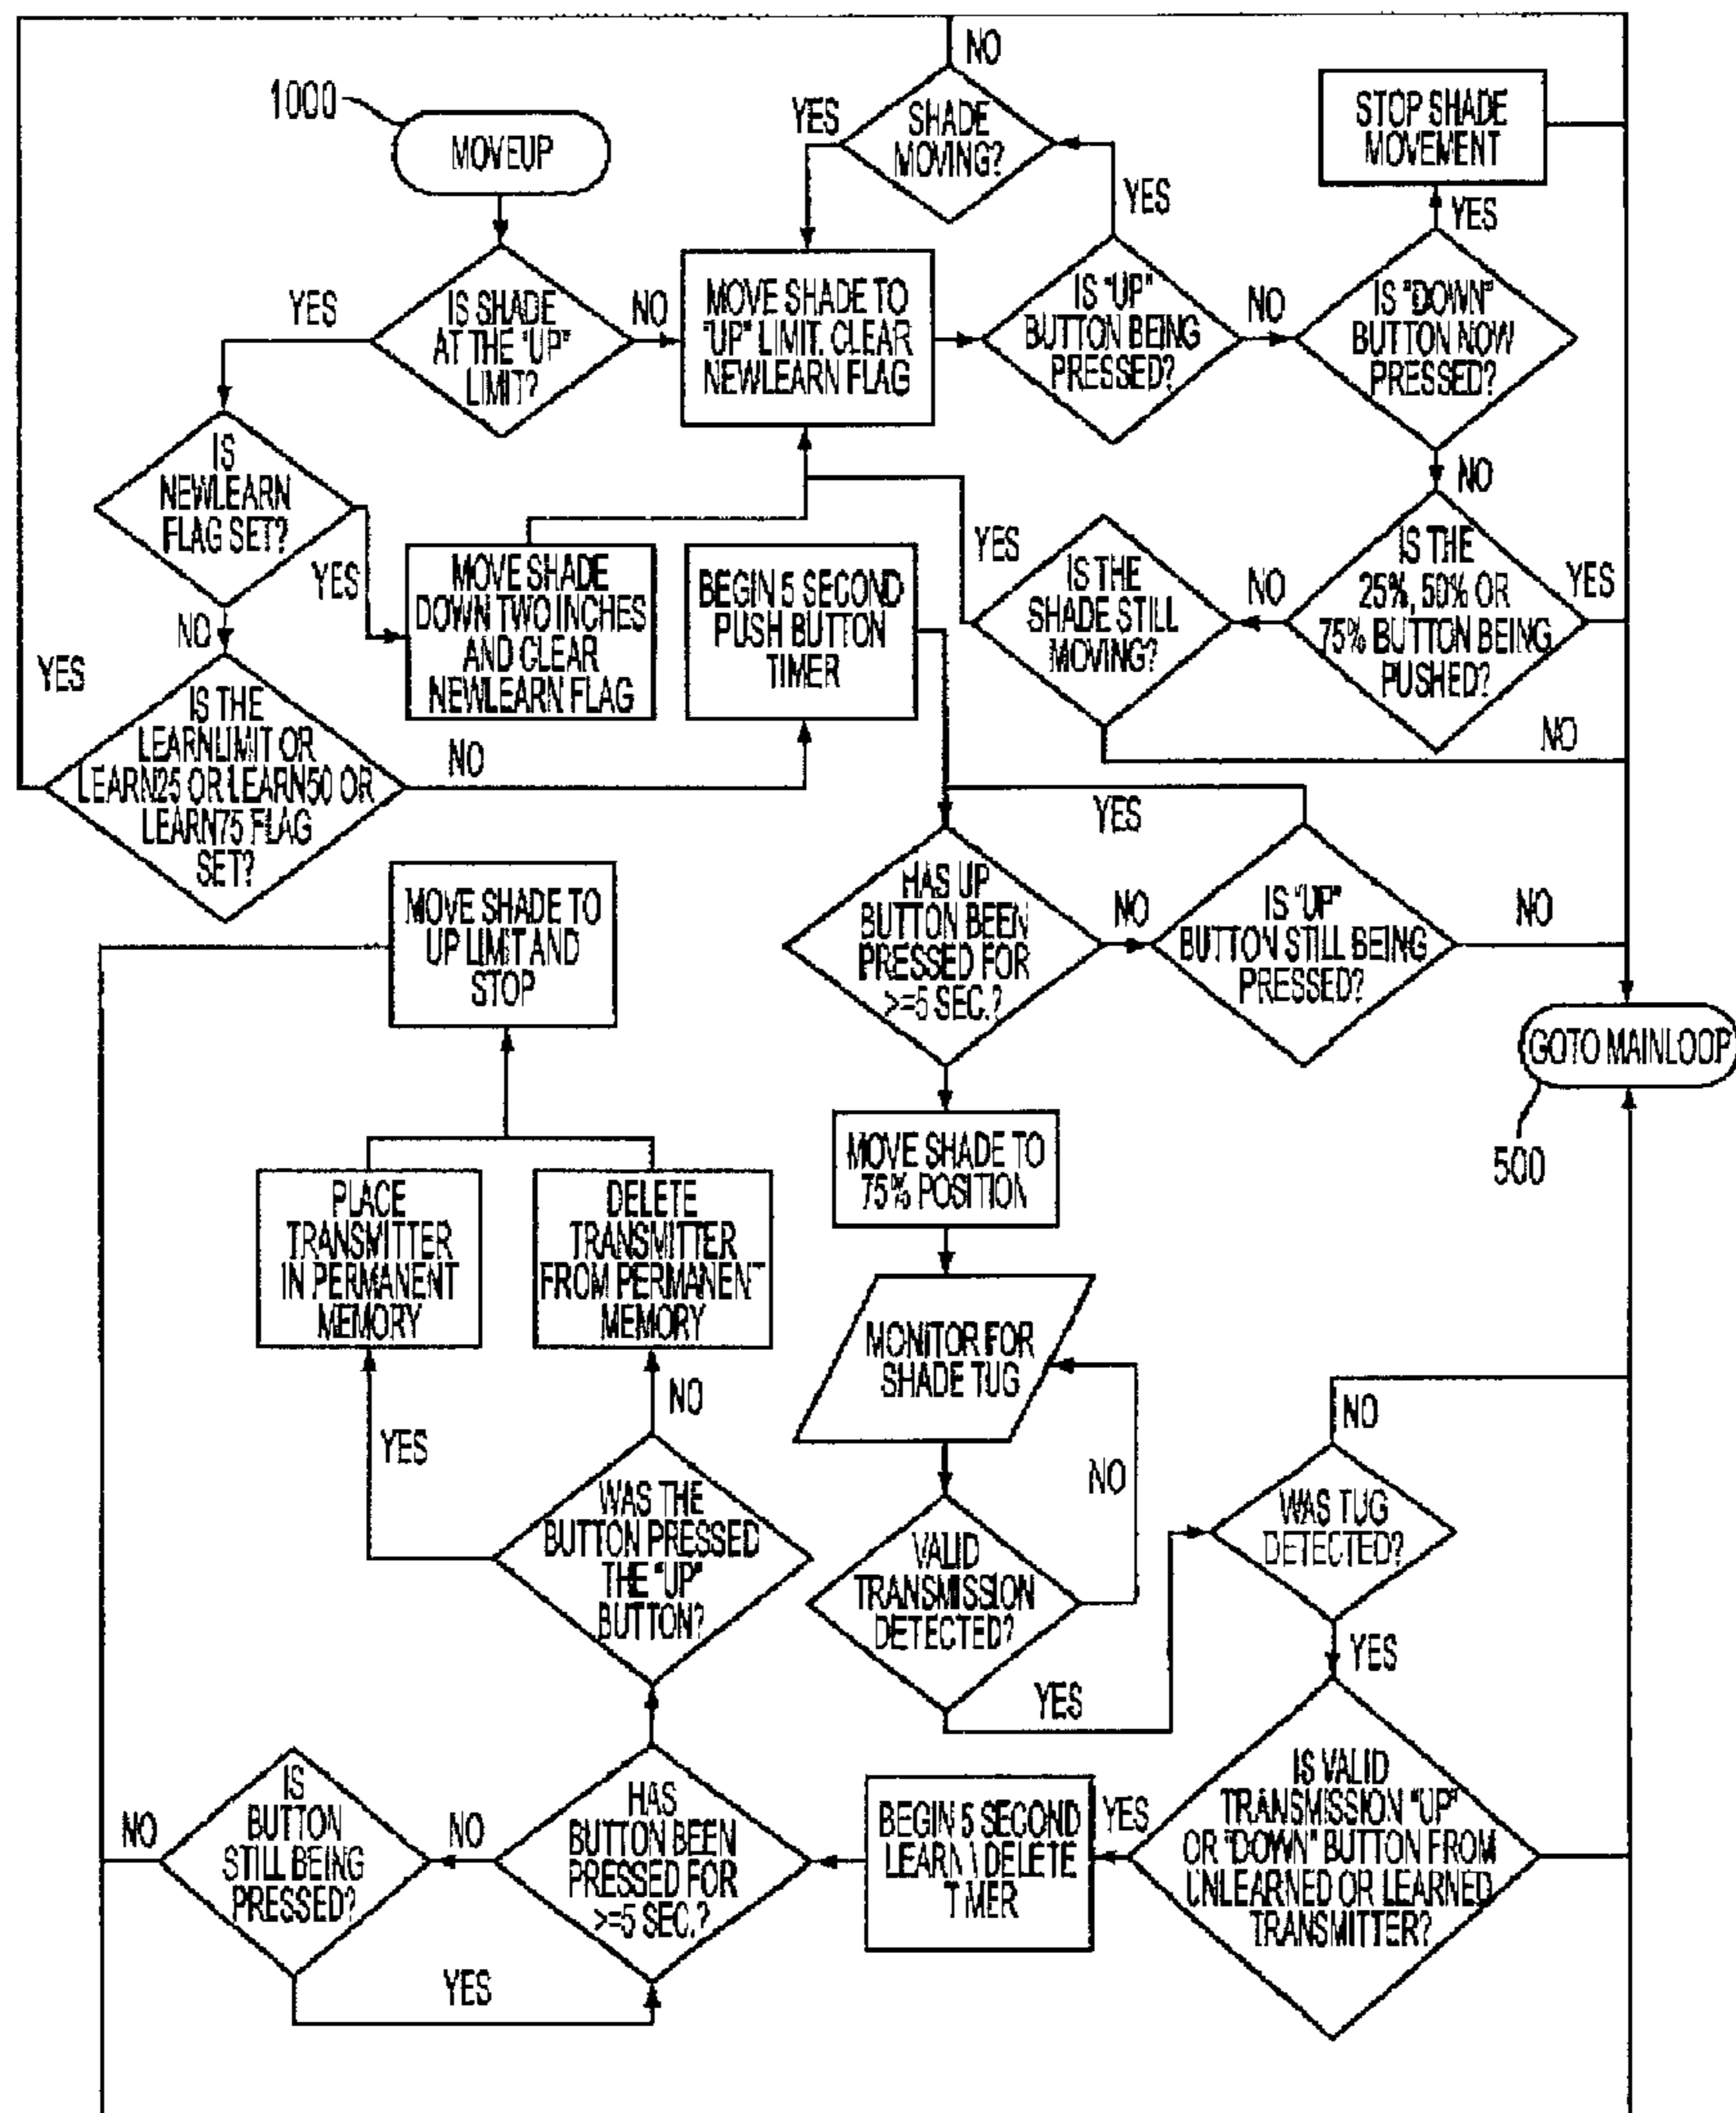 NO
1000
MOVEUP
YES
SHADE
MOVING?
STOP SHADE
MOVEMENT
YES
YES
YES
IS SHADE
AT THE "UP"
LIMIT?
NO
MOVE SHADE TO
"UP" LIMIT. CLEAR
NEWLEARN FLAG
IS "UP"
BUTTON BEING
PRESSED?
NO
IS "DOWN"
BUTTON NOW
PRESSED?
NO
IS
NEWLEARN
FLAG SET?
YES
NO
MOVE SHADE
DOWN TWO INCHES
AND CLEAR
NEWLEARN FLAG
BEGIN 5 SECOND
PUSH BUTTON
TIMER
YES
IS THE
SHADE STILL
MOVING?
NO
IS THE
25%, 50% OR
75% BUTTON BEING
PUSHED?
YES
NO
YES
IS THE
LEARNLIMIT OR
LEARN25 OR LEARN50 OR
LEARN75 FLAG
SET?
NO
YES
MOVE SHADE TO
UP LIMIT AND
STOP
HAS UP
BUTTON BEEN
PRESSED FOR
>=5 SEC.?
NO
IS "UP"
BUTTON STILL BEING
PRESSED?
NO
GOTO MAINLOOP
500
MOVE SHADE TO
75% POSITION
PLACE
TRANSMITTER
IN PERMANENT
MEMORY
DELETE
TRANSMITTER
FROM PERMANENT
MEMORY
MONITOR FOR
SHADE TUG
NO
YES
NO
WAS THE
BUTTON PRESSED
THE "UP"
BUTTON?
VALID
TRANSMISSION
DETECTED?
NO
WAS TUG
DETECTED?
YES
YES
NO
IS
BUTTON
STILL BEING
PRESSED?
NO
HAS
BUTTON BEEN
PRESSED FOR
>=5 SEC.?
BEGIN 5 SECOND
LEARN \ DELETE
TIMER
YES
IS VALID
TRANSMISSION "UP"
OR "DOWN" BUTTON FROM
UNLEARNED OR LEARNED
TRANSMITTER?
YES